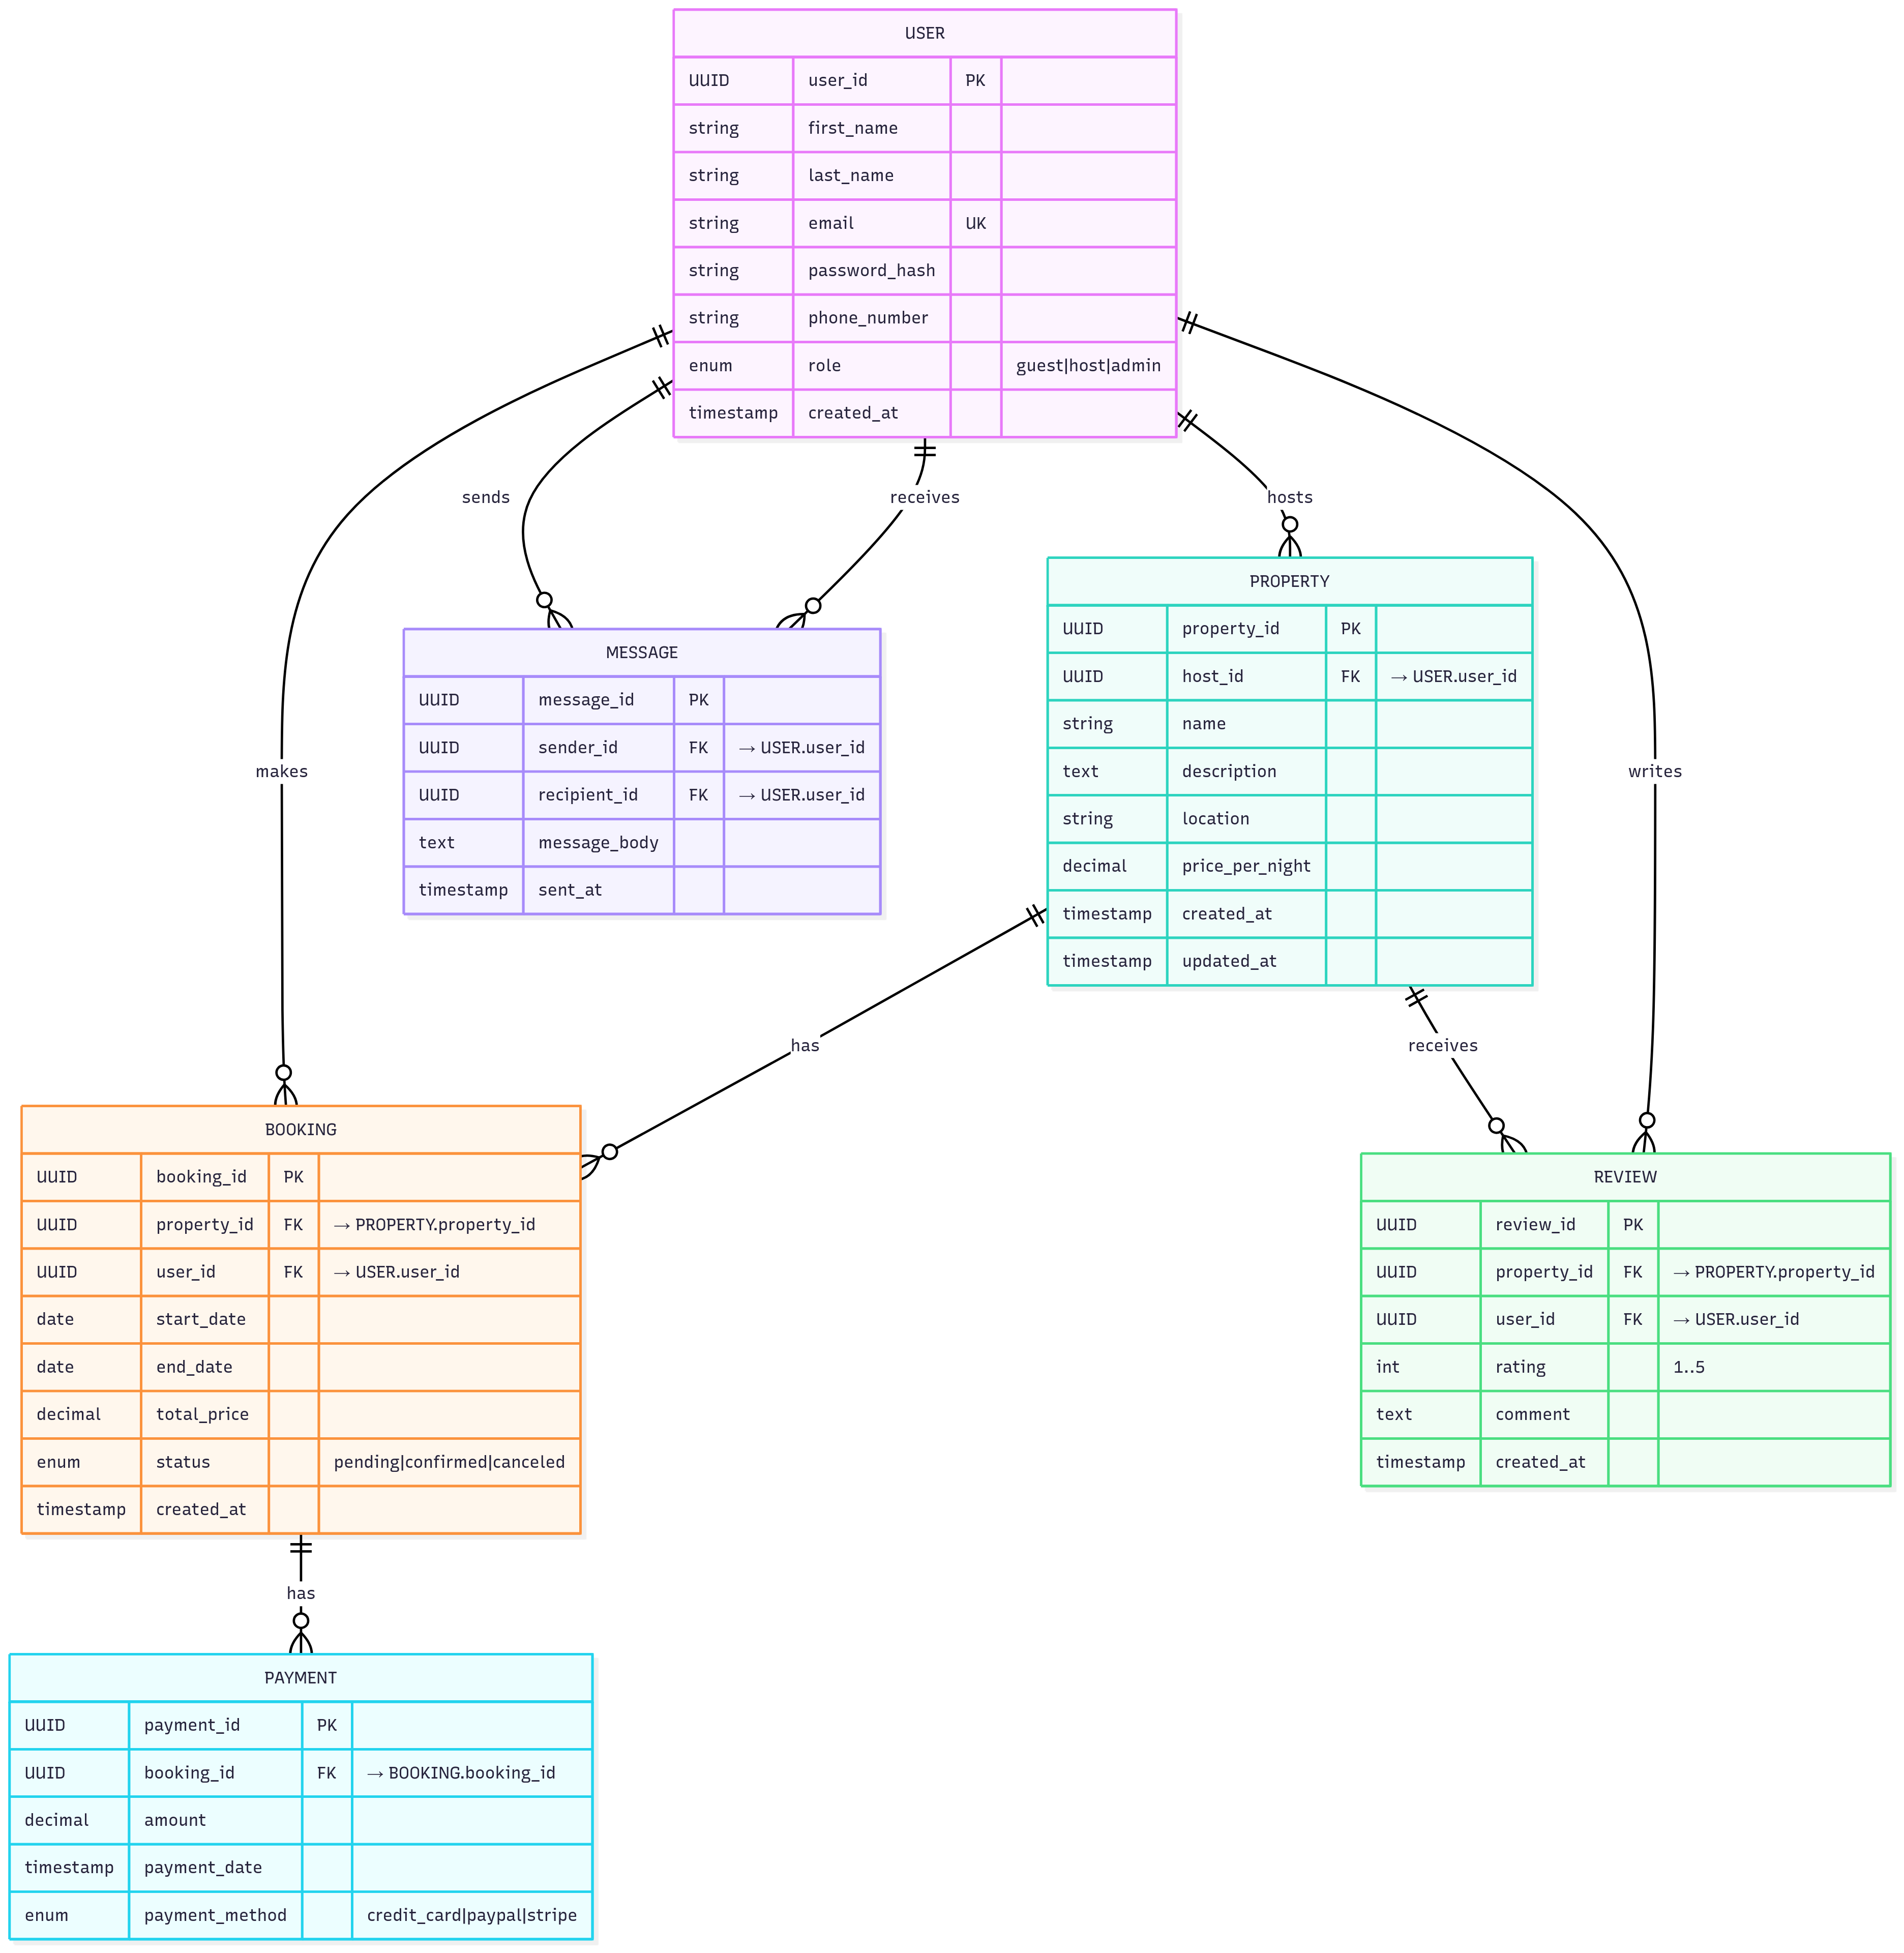 USER
UUID user_id PK
string first_name
string last_name
string email UK
string password_hash
string phone_number
enum role guest|host|admin
timestamp created_at
sends
receives
hosts
makes
writes
MESSAGE
UUID message_id PK
UUID sender_id FK → USER.user_id
UUID recipient_id FK → USER.user_id
text message_body
timestamp sent_at
PROPERTY
UUID property_id PK
UUID host_id FK → USER.user_id
string name
text description
string location
decimal price_per_night
timestamp created_at
timestamp updated_at
has
receives
BOOKING
UUID booking_id PK
UUID property_id FK → PROPERTY.property_id
UUID user_id FK → USER.user_id
date start_date
date end_date
decimal total_price
enum status pending|confirmed|canceled
timestamp created_at
REVIEW
UUID review_id PK
UUID property_id FK → PROPERTY.property_id
UUID user_id FK → USER.user_id
int rating 1..5
text comment
timestamp created_at
has
PAYMENT
UUID payment_id PK
UUID booking_id FK → BOOKING.booking_id
decimal amount
timestamp payment_date
enum payment_method credit_card|paypal|stripe